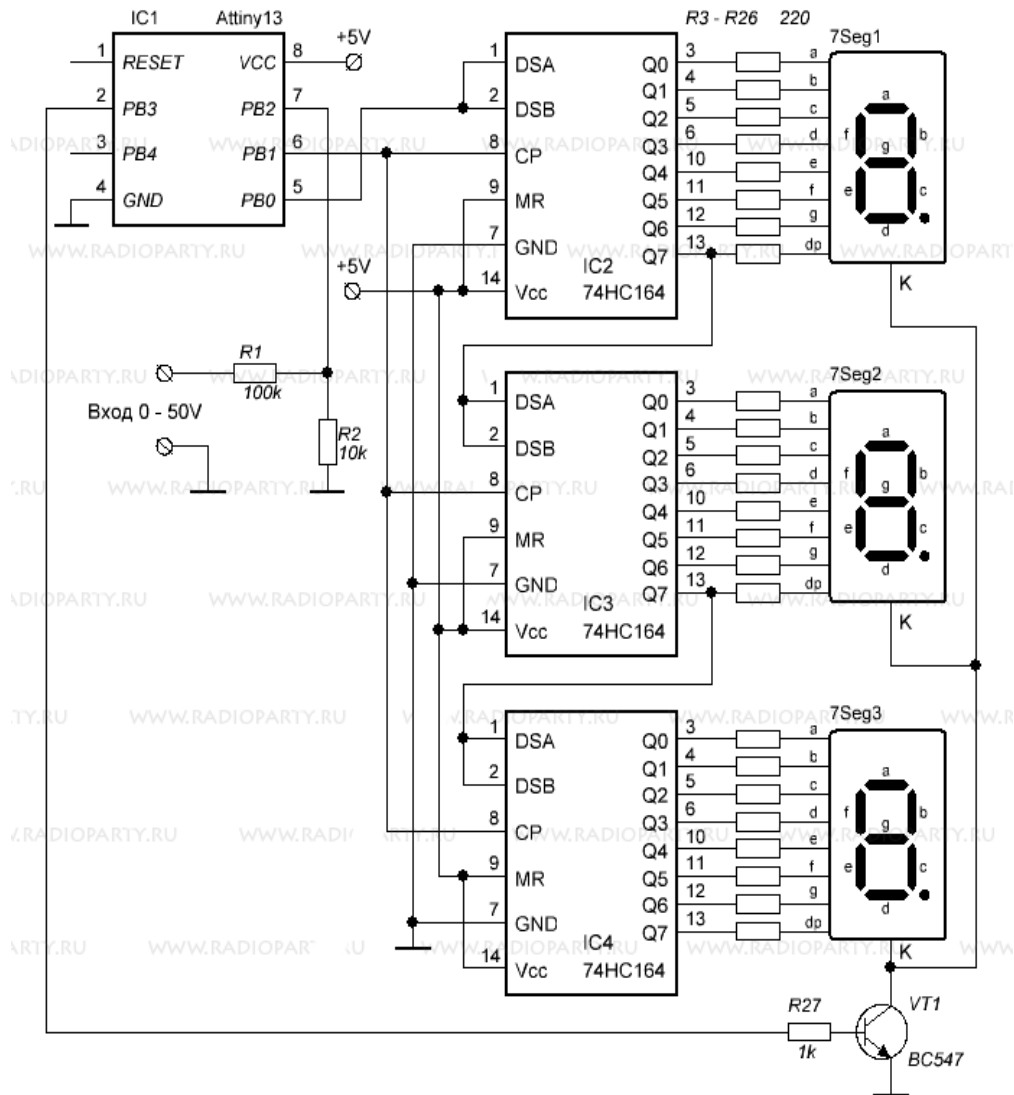 IC1 Attiny13
1 RESET VCC 8 +5V
2 PB3 PB2 7
3 PB4 PB1 6
4 GND PB0 5
+5V
R1
100k
Вход 0 - 50V
R2
10k
R3 - R26 220
1 DSA Q0 3 a
2 DSB Q1 4 b
Q2 5 c
8 CP Q3 6 d
Q4 10 e
9 MR Q5 11 f
Q6 12 g
7 GND Q7 13 dp
14 Vcc
IC2
74HC164
7Seg1
a
f b
g
e c
d
K
1 DSA Q0 3 a
2 DSB Q1 4 b
Q2 5 c
8 CP Q3 6 d
Q4 10 e
9 MR Q5 11 f
Q6 12 g
7 GND Q7 13 dp
14 Vcc
IC3
74HC164
7Seg2
a
f b
g
e c
d
K
1 DSA Q0 3 a
2 DSB Q1 4 b
Q2 5 c
8 CP Q3 6 d
Q4 10 e
9 MR Q5 11 f
Q6 12 g
7 GND Q7 13 dp
14 Vcc
IC4
74HC164
7Seg3
a
f b
g
e c
d
K
R27
1k
VT1
BC547
WWW.RADIOPARTY.RU